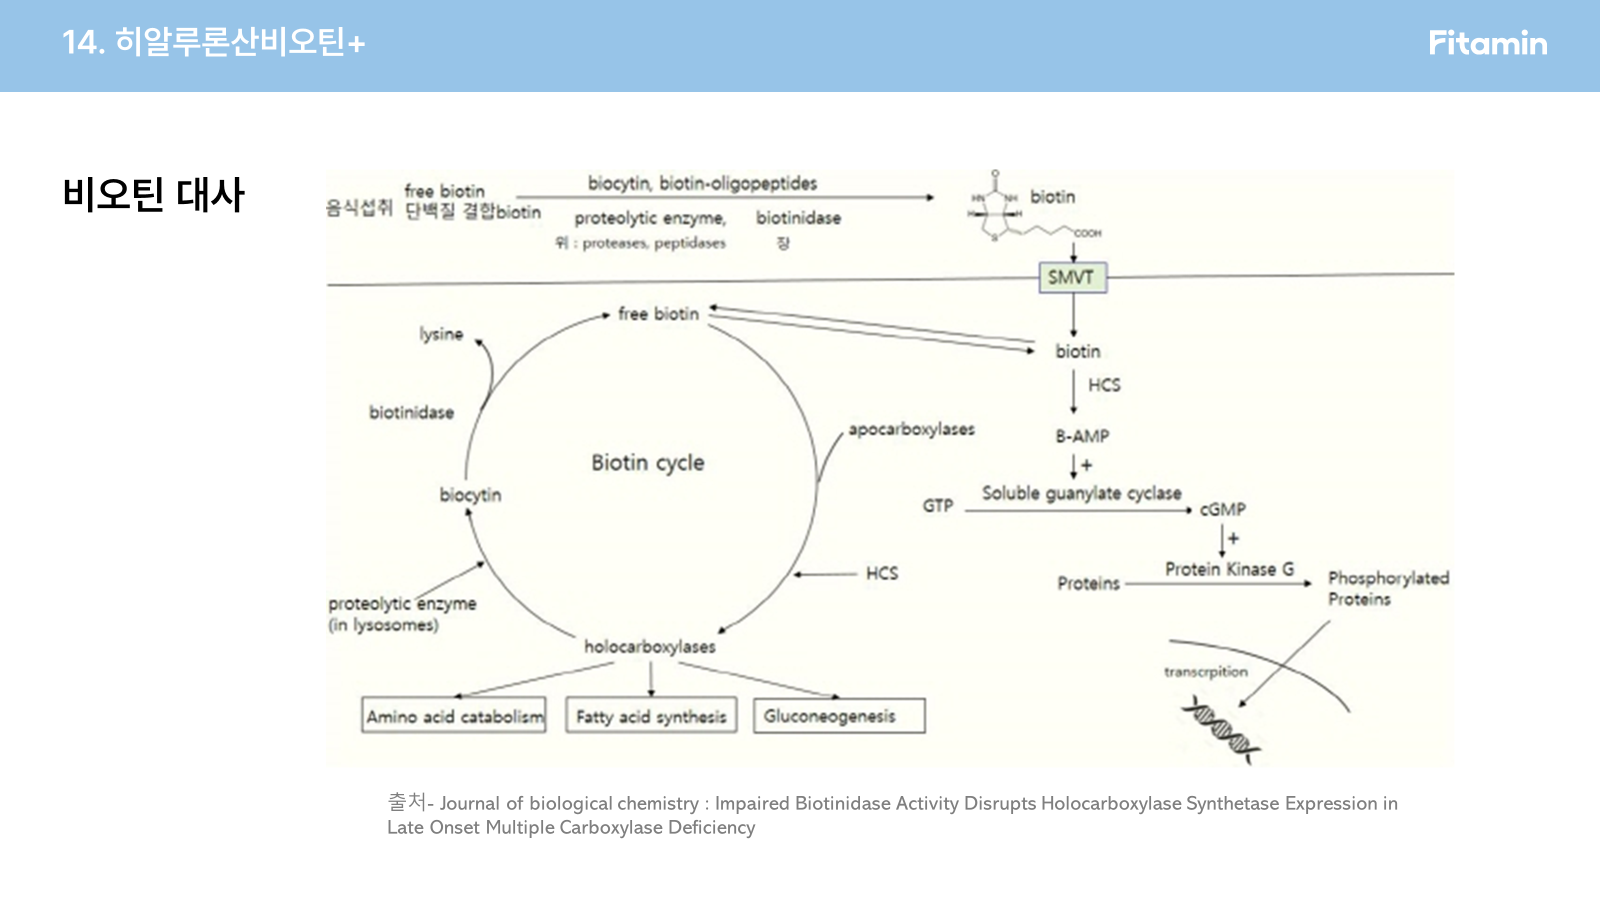 14. 히알루론산비오틴+
Fitamin
비오틴 대사
음식섭취
free biotin
단백질 결합biotin
biocytin, biotin-oligopeptides
proteolytic enzyme,
biotinidase
위 : proteases, peptidases
장
O
HN
NH
H
H
S
COOH
biotin
SMVT
free biotin
lysine
biotin
HCS
biotinidase
apocarboxylases
B-AMP
+
Biotin cycle
biocytin
Soluble guanylate cyclase
GTP
cGMP
+
HCS
Protein Kinase G
Proteins
Phosphorylated
Proteins
proteolytic enzyme
(in lysosomes)
holocarboxylases
transcrpition
Amino acid catabolism
Fatty acid synthesis
Gluconeogenesis
출처- Journal of biological chemistry : Impaired Biotinidase Activity Disrupts Holocarboxylase Synthetase Expression in
Late Onset Multiple Carboxylase Deficiency